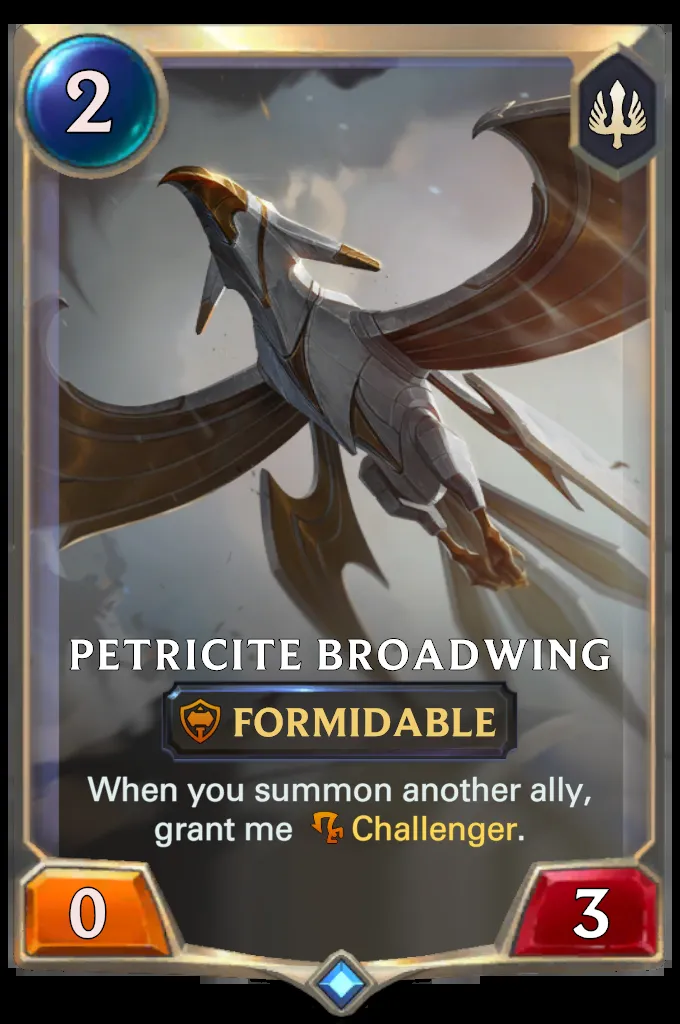 2
PETRICITE BROADWING
FORMIDABLE
When you summon another ally,
grant me Challenger.
0
3